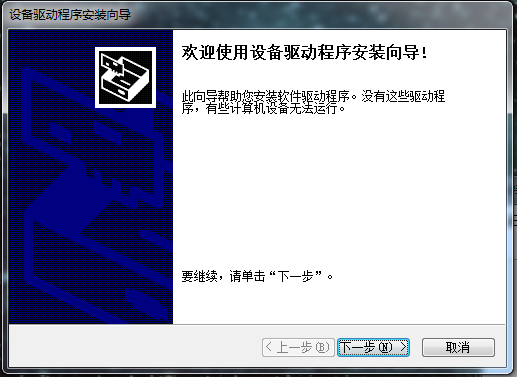 设备驱动程序安装向导
欢迎使用设备驱动程序安装向导！
此向导帮助您安装软件驱动程序。没有这些驱动程
序，有些计算机设备无法运行。
要继续，请单击“下一步”。
< 上一步(B) 下一步(N) > 取消